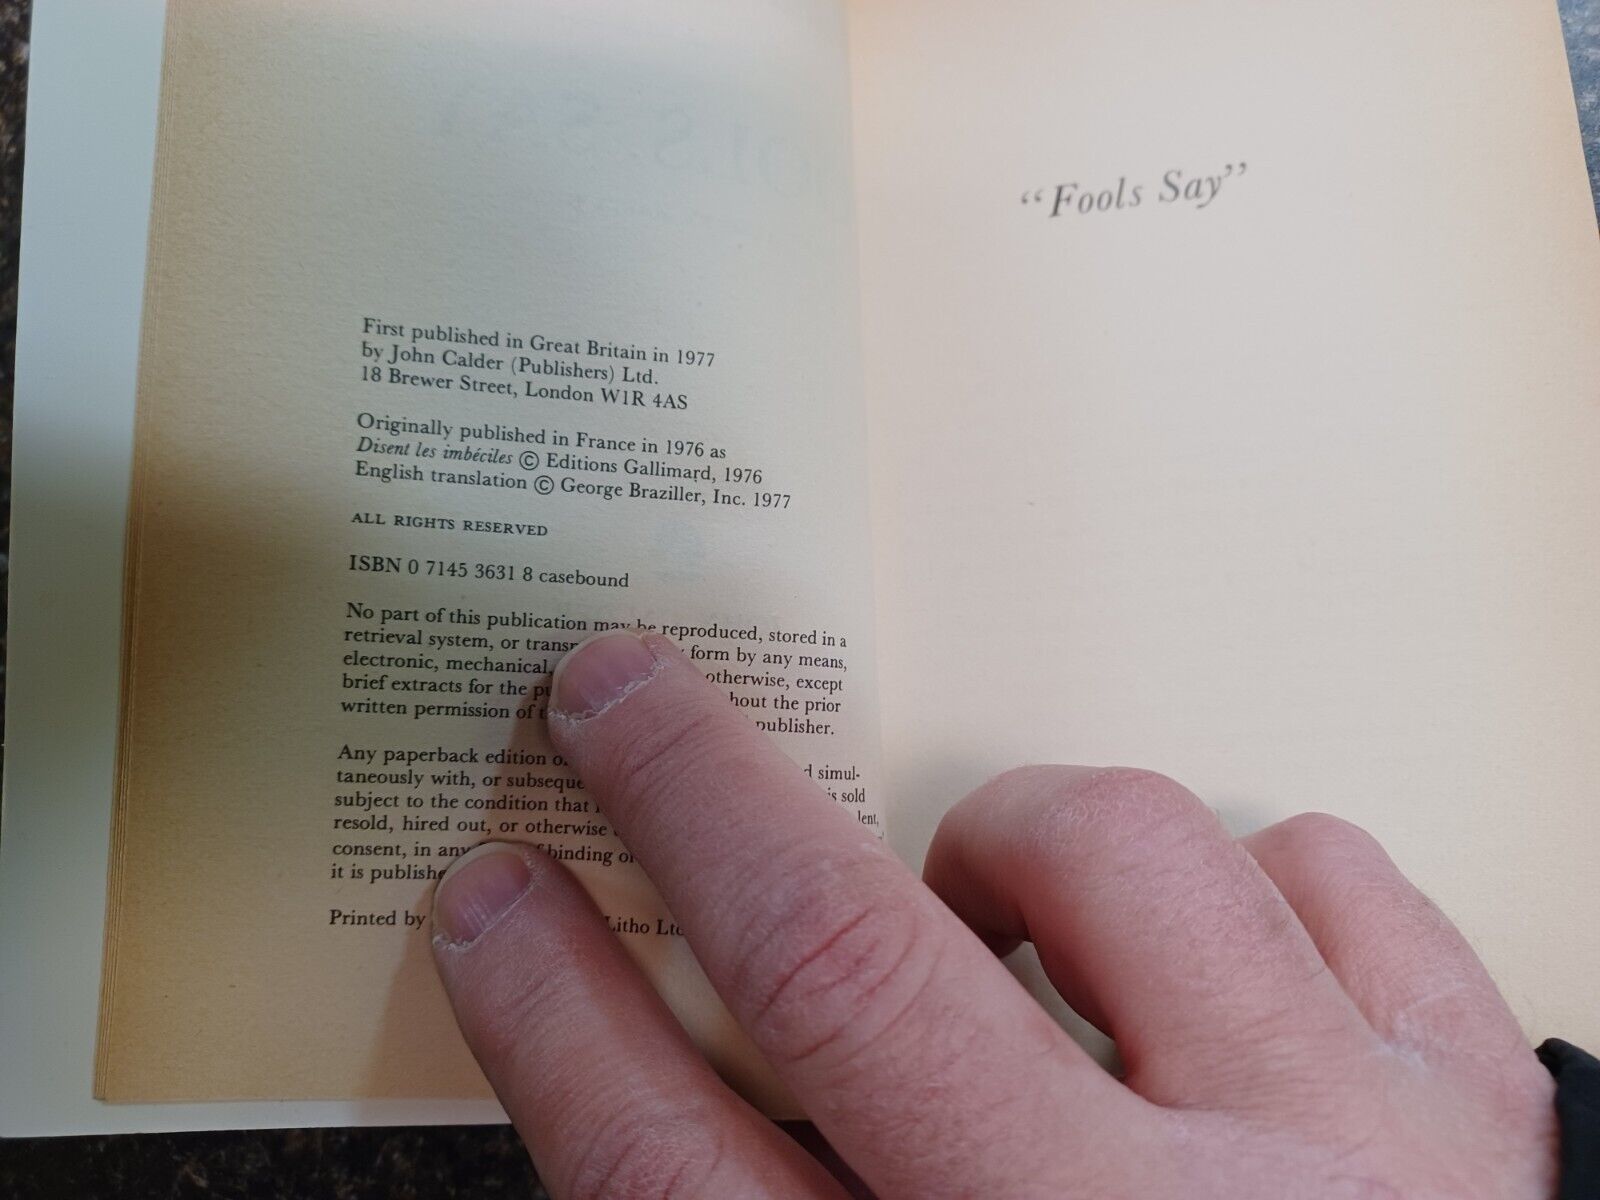 First published in Great Britain in 1977
by John Calder (Publishers) Ltd.
18 Brewer Street, London W1R 4AS
Originally published in France in 1976 as
Disent les imbéciles © Editions Gallimard, 1976
English translation © George Braziller, Inc. 1977
ALL RIGHTS RESERVED
ISBN 0 7145 3631 8 casebound
No part of this publication may be reproduced, stored in a
retrieval system, or form by any means,
electronic, mechanical, otherwise, except
brief extracts for the the prior
written permission of publisher.
Any paperback edition simul-
taneously with, or is sold
subject to the condition that lent,
resold, hired out, or otherwise
consent, in any binding
it is
Printed by Litho
"Fools Say"